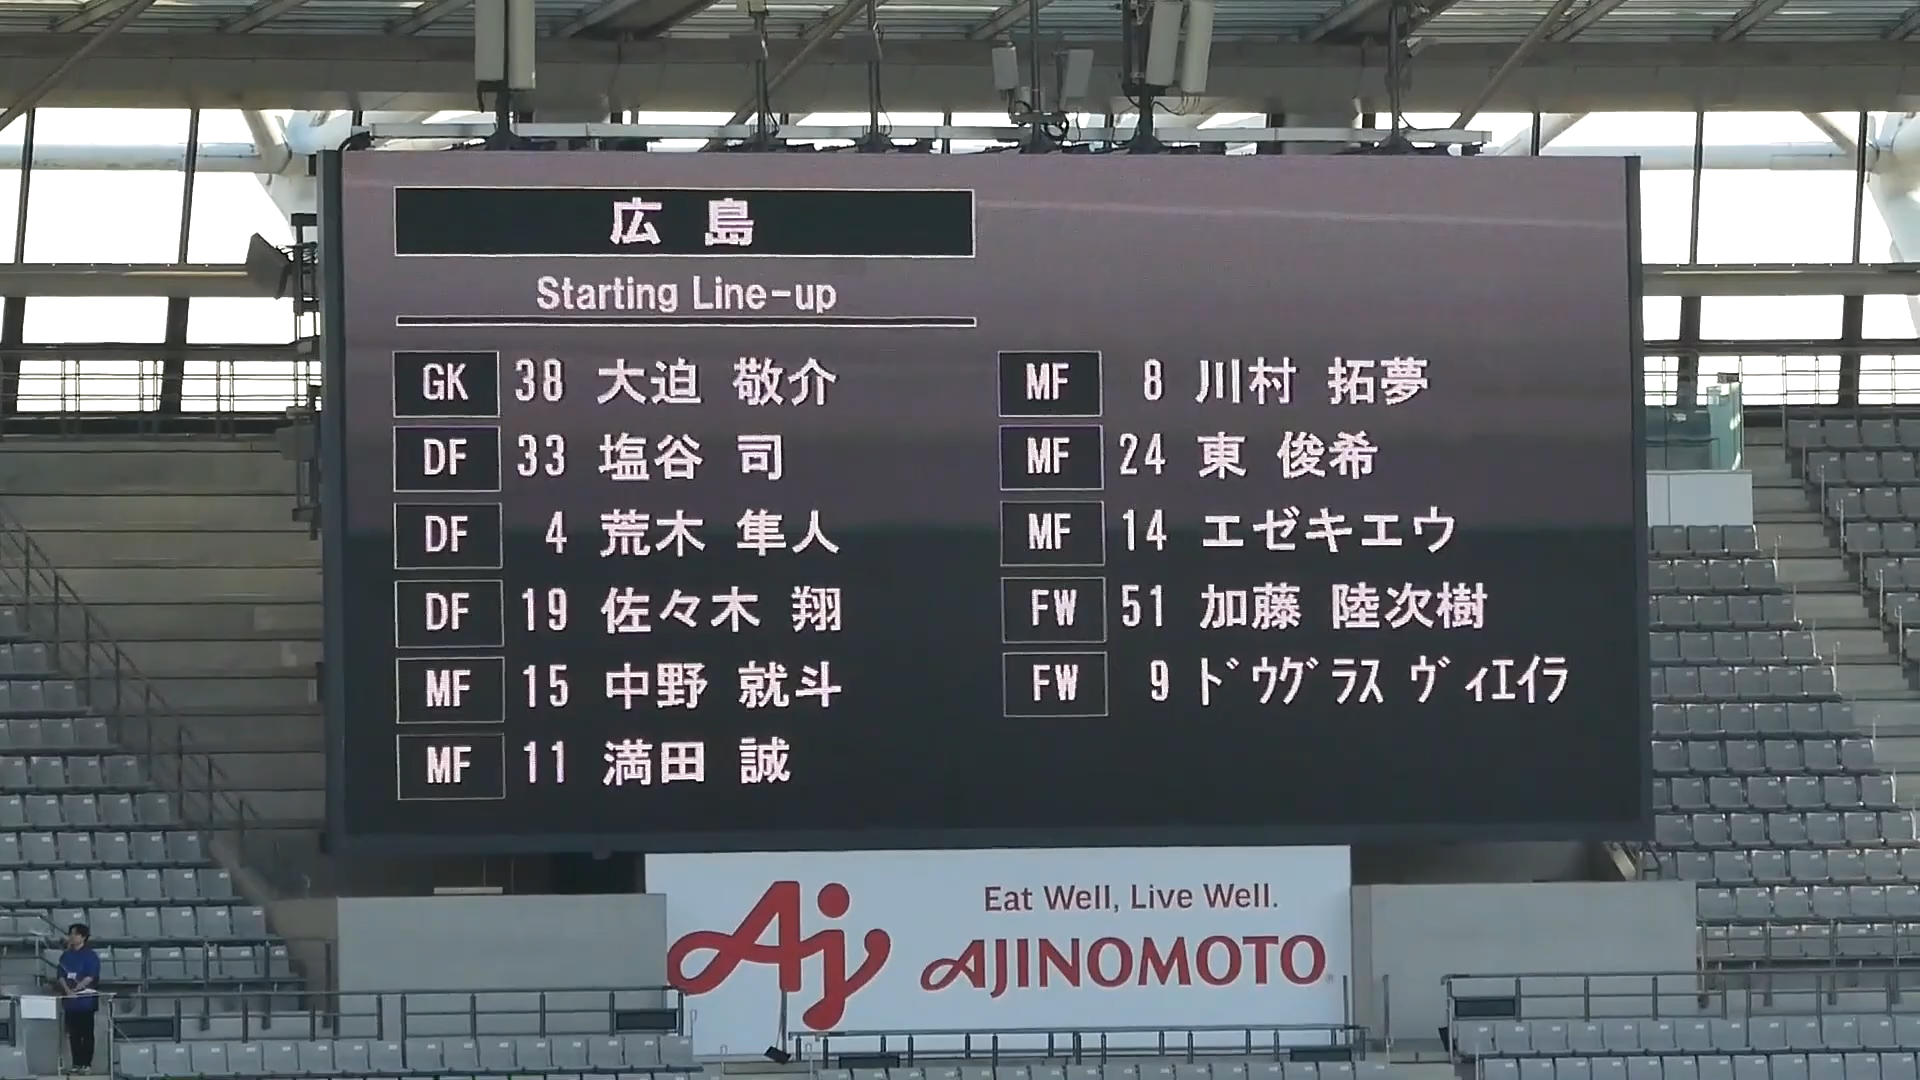 広島
Starting Line-up
GK 38 大迫 敬介
DF 33 塩谷 司
DF 4 荒木 隼人
DF 19 佐々木 翔
MF 15 中野 就斗
MF 11 満田 誠
MF 8 川村 拓夢
MF 24 東 俊希
MF 14 エゼキエウ
FW 51 加藤 陸次樹
FW 9 ﾄﾞｳｸﾞﾗｽ ｳﾞｨｴｲﾗ
Aj
Eat Well, Live Well.
AJINOMOTO